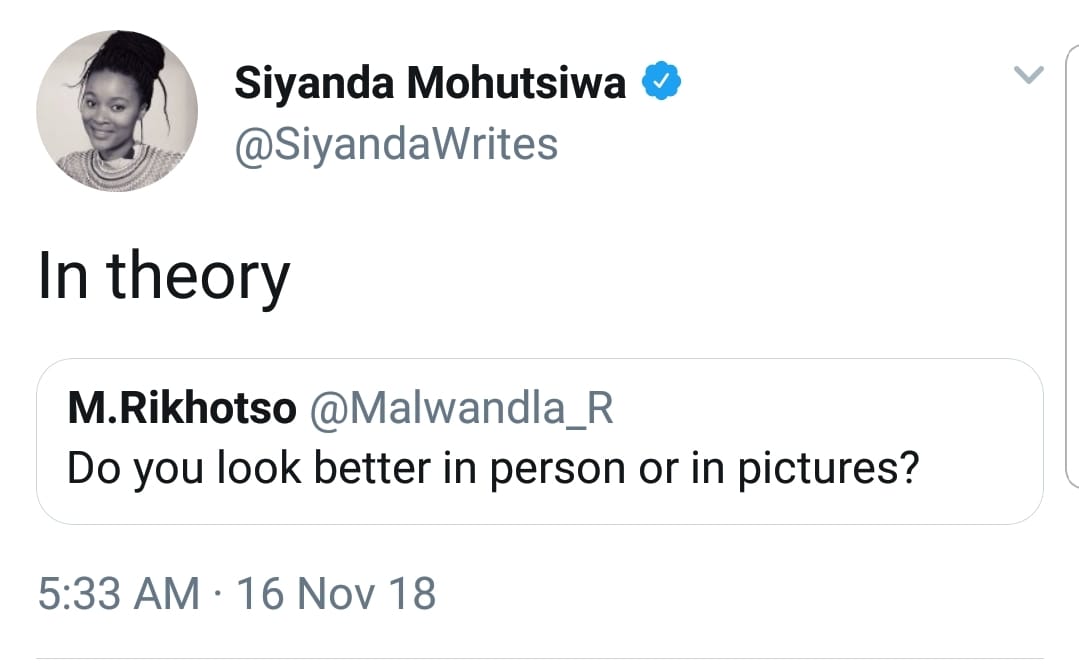 Siyanda Mohutsiwa
@SiyandaWrites
In theory
M.Rikhotso @Malwandla_R
Do you look better in person or in pictures?
5:33 AM · 16 Nov 18